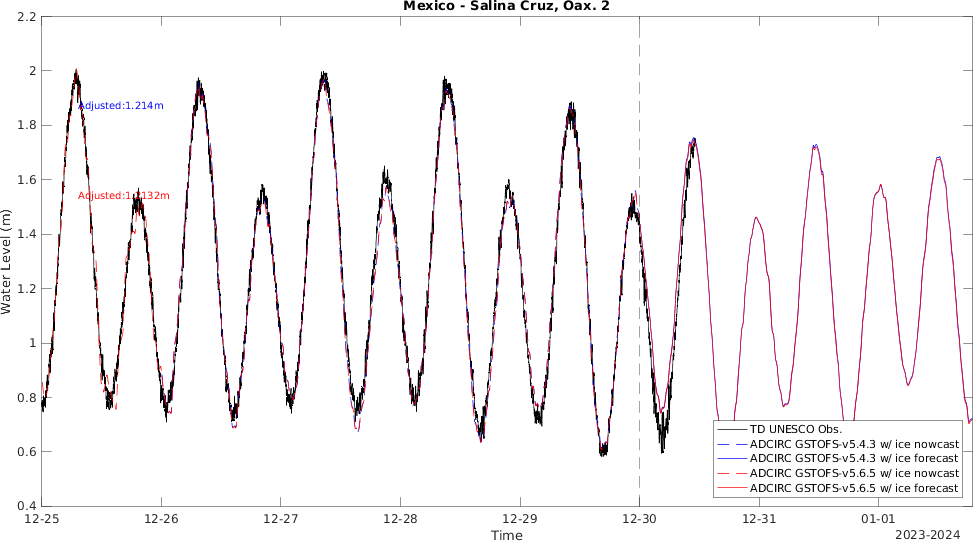 Mexico - Salina Cruz, Oax. 2
2.2
2
1.8
1.6
1.4
1.2
1
0.8
0.6
0.4
Water Level (m)
Adjusted:1.214m
TD UNESCO Obs.
ADCIRC GSTOFS-v5.4.3 w/ ice nowcast
ADCIRC GSTOFS-v5.4.3 w/ ice forecast
ADCIRC GSTOFS-v5.6.5 w/ ice nowcast
ADCIRC GSTOFS-v5.6.5 w/ ice forecast
12-25
12-26
12-27
12-28
12-29
12-30
12-31
01-01
Time
2023-2024